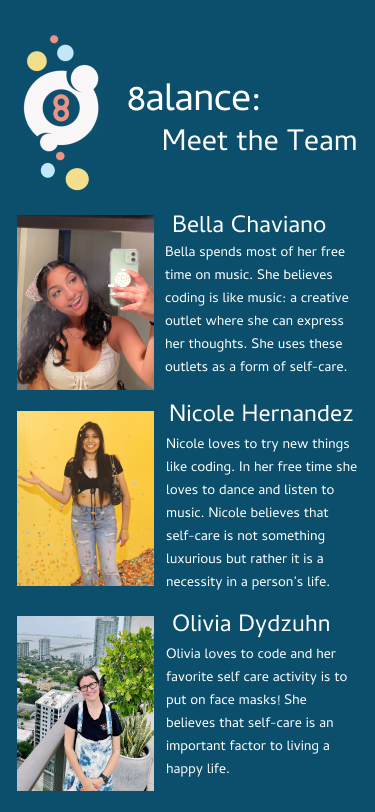 8
8alance:
Meet the Team
Bella Chaviano
Bella spends most of her free
time on music. She believes
coding is like music: a creative
outlet where she can express
her thoughts. She uses these
outlets as a form of self-care.
Nicole Hernandez
Nicole loves to try new things
like coding. In her free time she
loves to dance and listen to
music. Nicole believes that
self-care is not something
luxurious but rather it is a
necessity in a person's life.
Olivia Dydzuhn
Olivia loves to code and her
favorite self care activity is to
put on face masks! She
believes that self-care is an
important factor to living a
happy life.